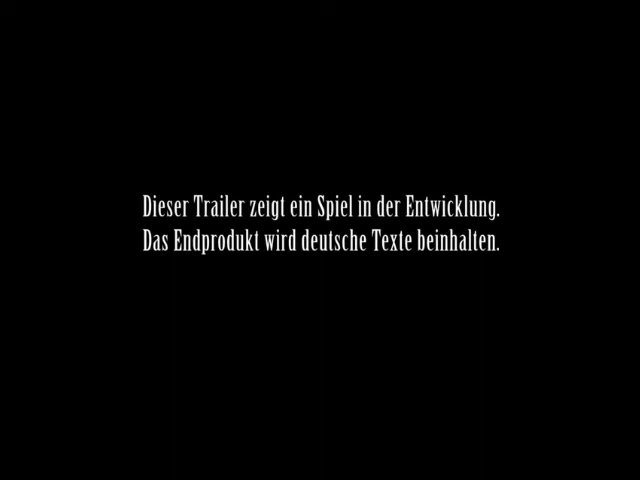 Dieser Trailer zeigt ein Spiel in der Entwicklung.
Das Endprodukt wird deutsche Texte beinhalten.